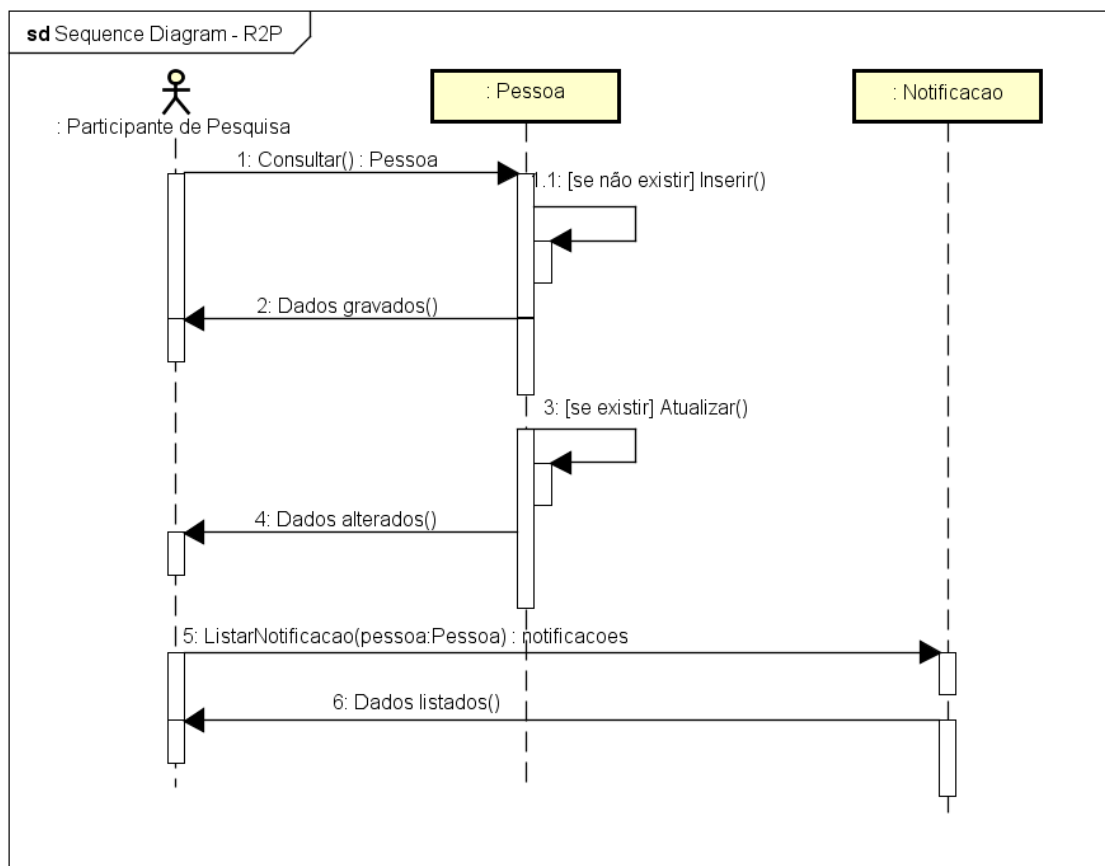 sd Sequence Diagram - R2P
: Participante de Pesquisa
: Pessoa
: Notificacao
1: Consultar() : Pessoa
1.1: [se não existir] Inserir()
2: Dados gravados()
3: [se existir] Atualizar()
4: Dados alterados()
5: ListarNotificacao(pessoa:Pessoa) : notificacoes
6: Dados listados()